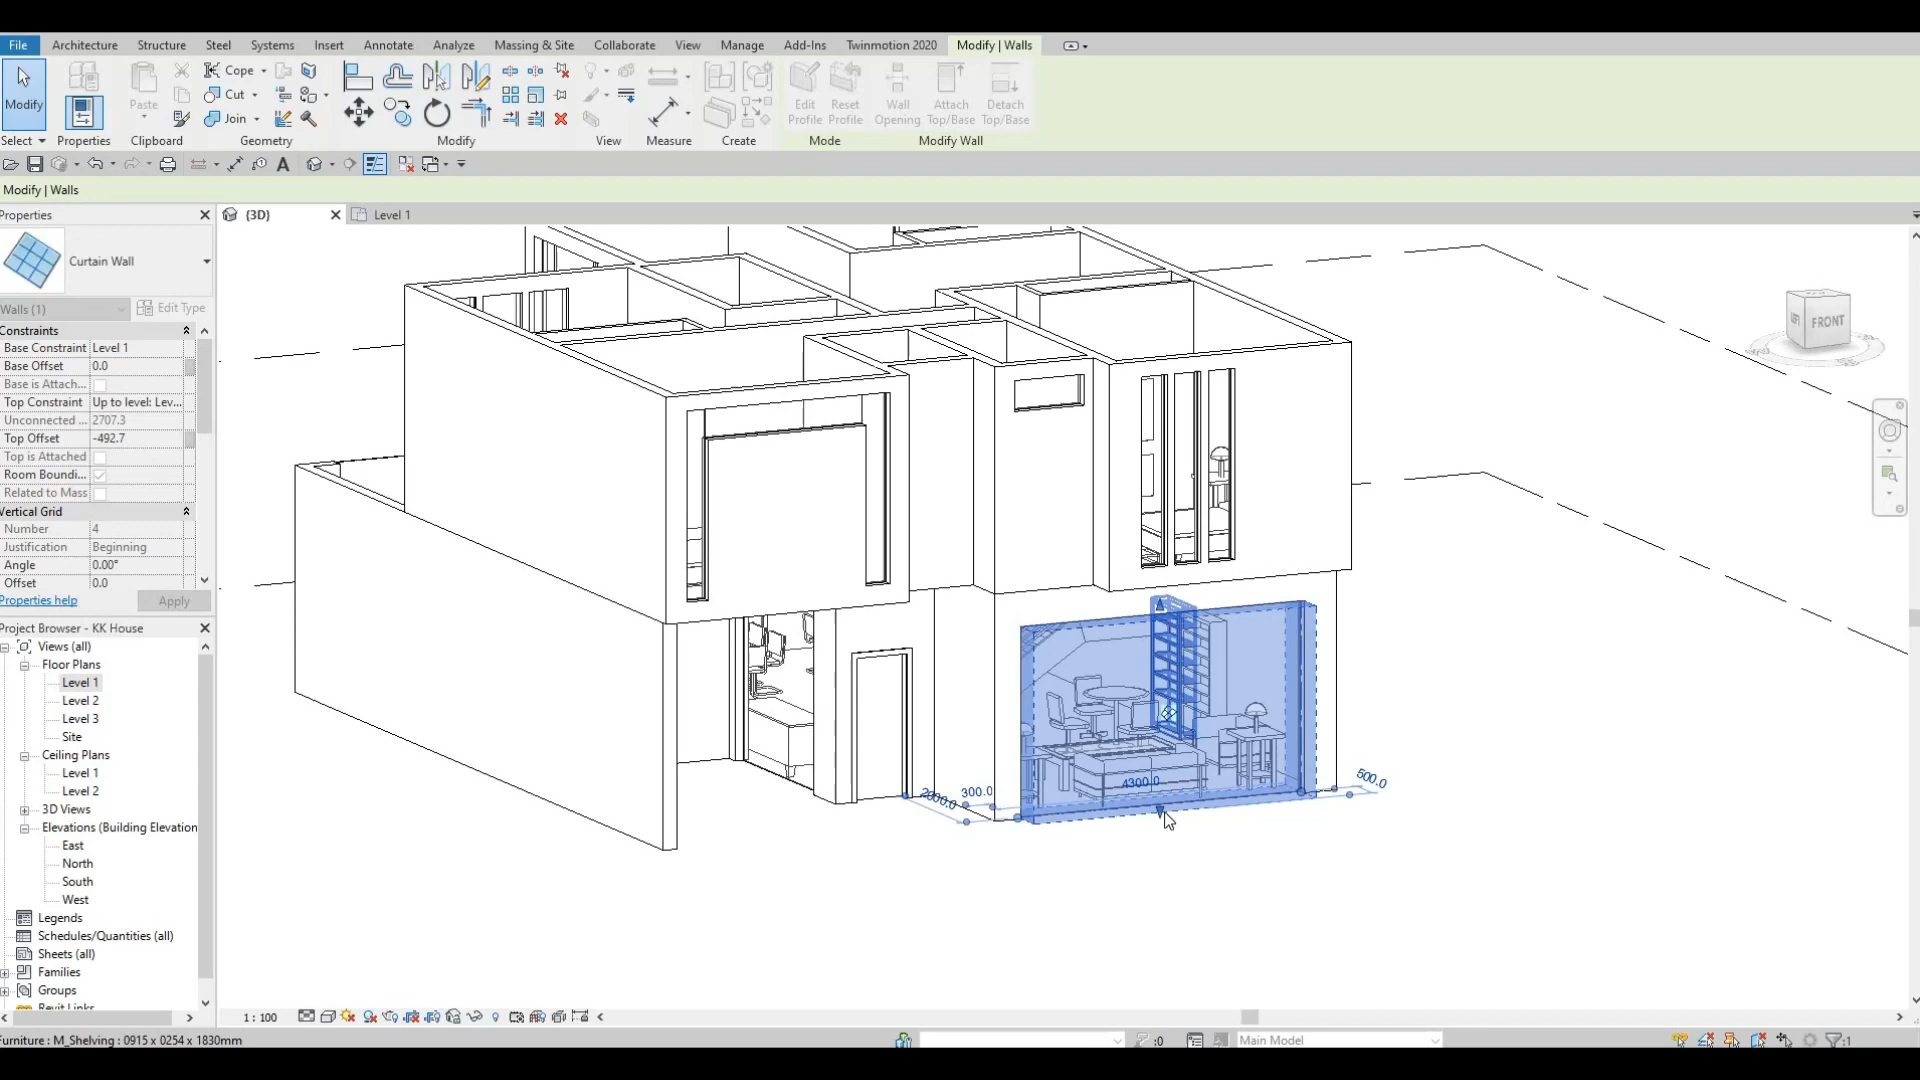 File Architecture Structure Steel Systems Insert Annotate Analyze Massing & Site Collaborate View Manage Add-Ins Twinmotion 2020 Modify | Walls
Modify
Select
Properties
Paste
Clipboard
Cope
Cut
Join
Geometry
Modify
View
Measure
Create
Edit Profile
Reset Profile
Mode
Wall Opening
Attach Top/Base
Detach Top/Base
Modify Wall
Modify | Walls
Properties
{3D}
Level 1
Curtain Wall
Walls (1)
Edit Type
Constraints
Base Constraint Level 1
Base Offset 0.0
Base is Attach...
Top Constraint Up to level: Lev...
Unconnected ... 2707.3
Top Offset -492.7
Top is Attached
Room Boundi...
Related to Mass
Vertical Grid
Number 4
Justification Beginning
Angle 0.00°
Offset 0.0
Properties help
Apply
Project Browser - KK House
Views (all)
Floor Plans
Level 1
Level 2
Level 3
Site
Ceiling Plans
Level 1
Level 2
3D Views
Elevations (Building Elevation
East
North
South
West
Legends
Schedules/Quantities (all)
Sheets (all)
Families
Groups
Revit Links
FRONT
2000.0
300.0
4300.0
500.0
1 : 100
Furniture : M_Shelving : 0915 x 0254 x 1830mm
:0
Main Model
:1